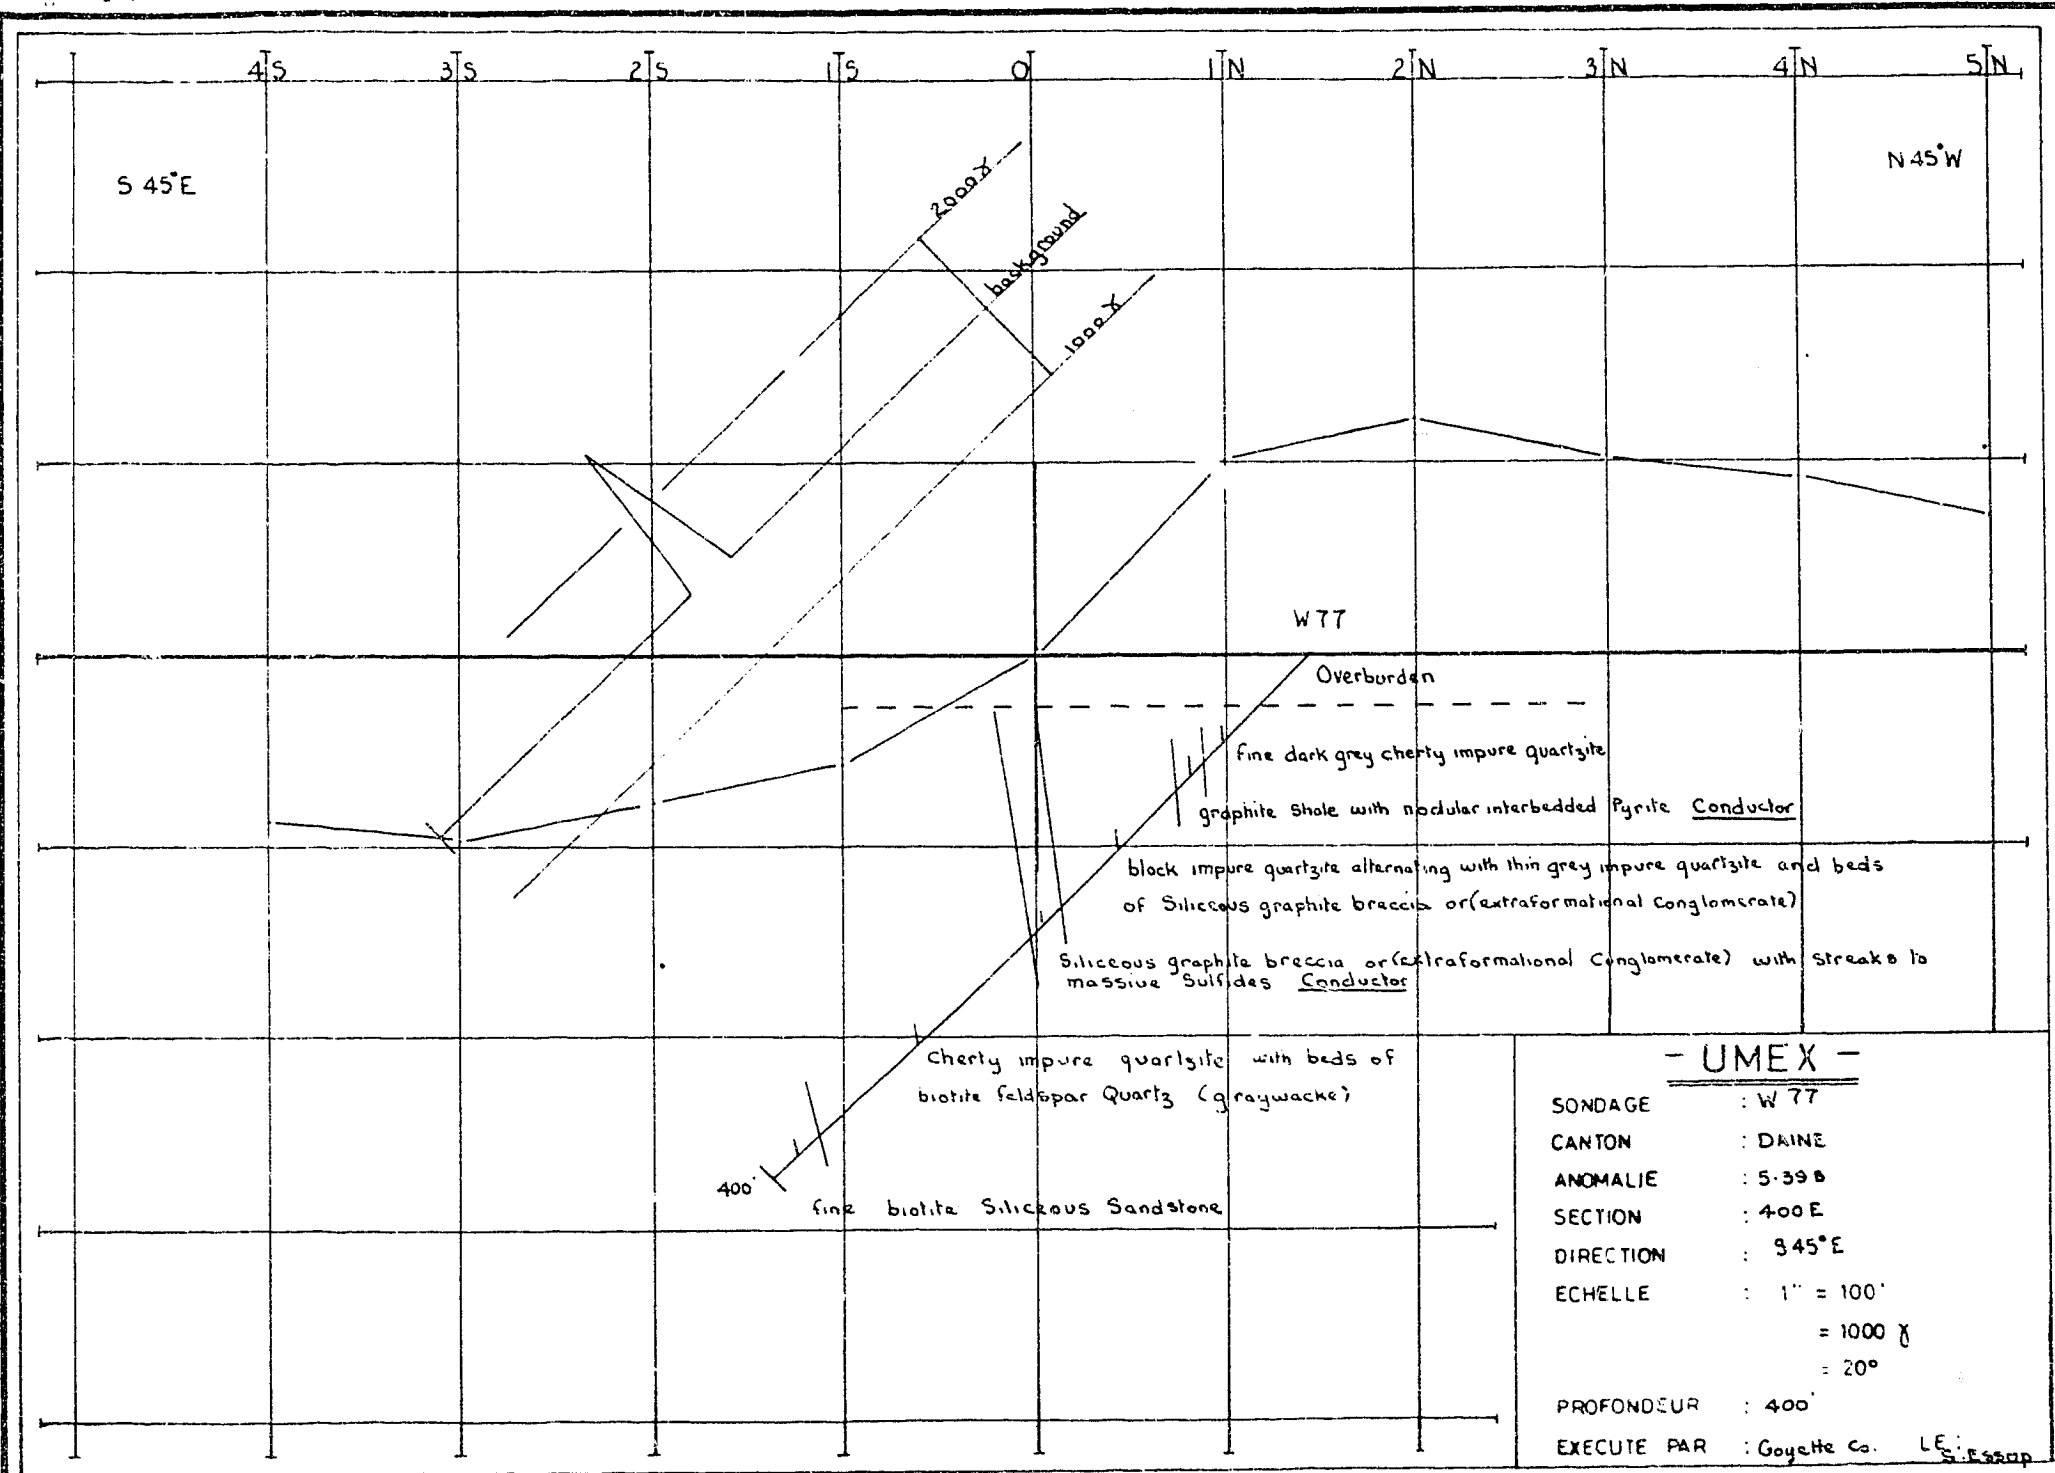 4S 3S 2S 1S 0 1N 2N 3N 4N 5N
S 45°E
N 45°W
2000 γ
background
1000 γ
W 77
Overburden
fine dark grey cherty impure quartzite
graphite Shale with nodular interbedded Pyrite Conductor
black impure quartzite alternating with thin grey impure quartzite and beds
of Siliceous graphite breccia or (extraformational Conglomerate)
Siliceous graphite breccia or (extraformational Conglomerate) with streaks to
massive Sulfides Conductor
Cherty impure quartzite with beds of
biotite feldspar Quartz (graywacke)
400'
fine biotite Siliceous Sandstone
- UMEX -
SONDAGE : W 77
CANTON : DAINE
ANOMALIE : 5-39B
SECTION : 400 E
DIRECTION : S45°E
ECHELLE : 1" = 100'
= 1000 γ
= 20°
PROFONDEUR : 400'
EXECUTE PAR : Goyette Co. LE: S. Essop